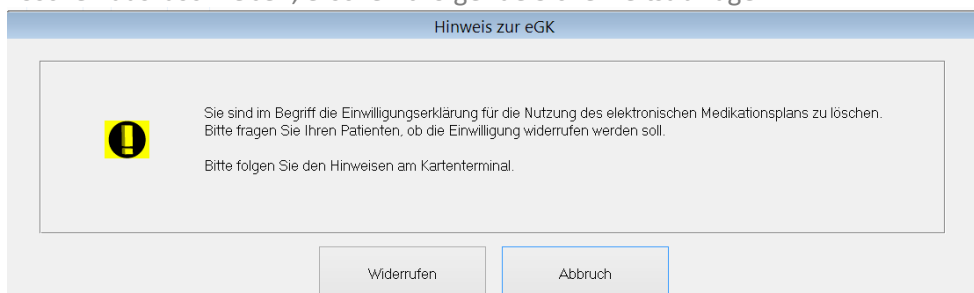 Hinweis zur eGK
Sie sind im Begriff die Einwilligungserklärung für die Nutzung des elektronischen Medikationsplans zu löschen.
Bitte fragen Sie Ihren Patienten, ob die Einwilligung widerrufen werden soll.
Bitte folgen Sie den Hinweisen am Kartenterminal.
Widerrufen
Abbruch